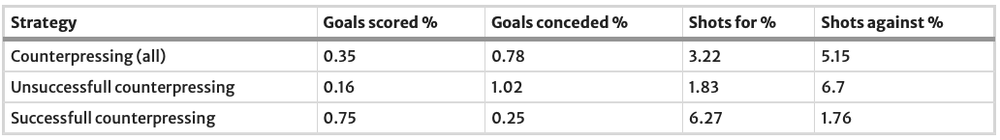 Strategy Goals scored % Goals conceded % Shots for % Shots against %
Counterpressing (all) 0.35 0.78 3.22 5.15
Unsuccessfull counterpressing 0.16 1.02 1.83 6.7
Successfull counterpressing 0.75 0.25 6.27 1.76